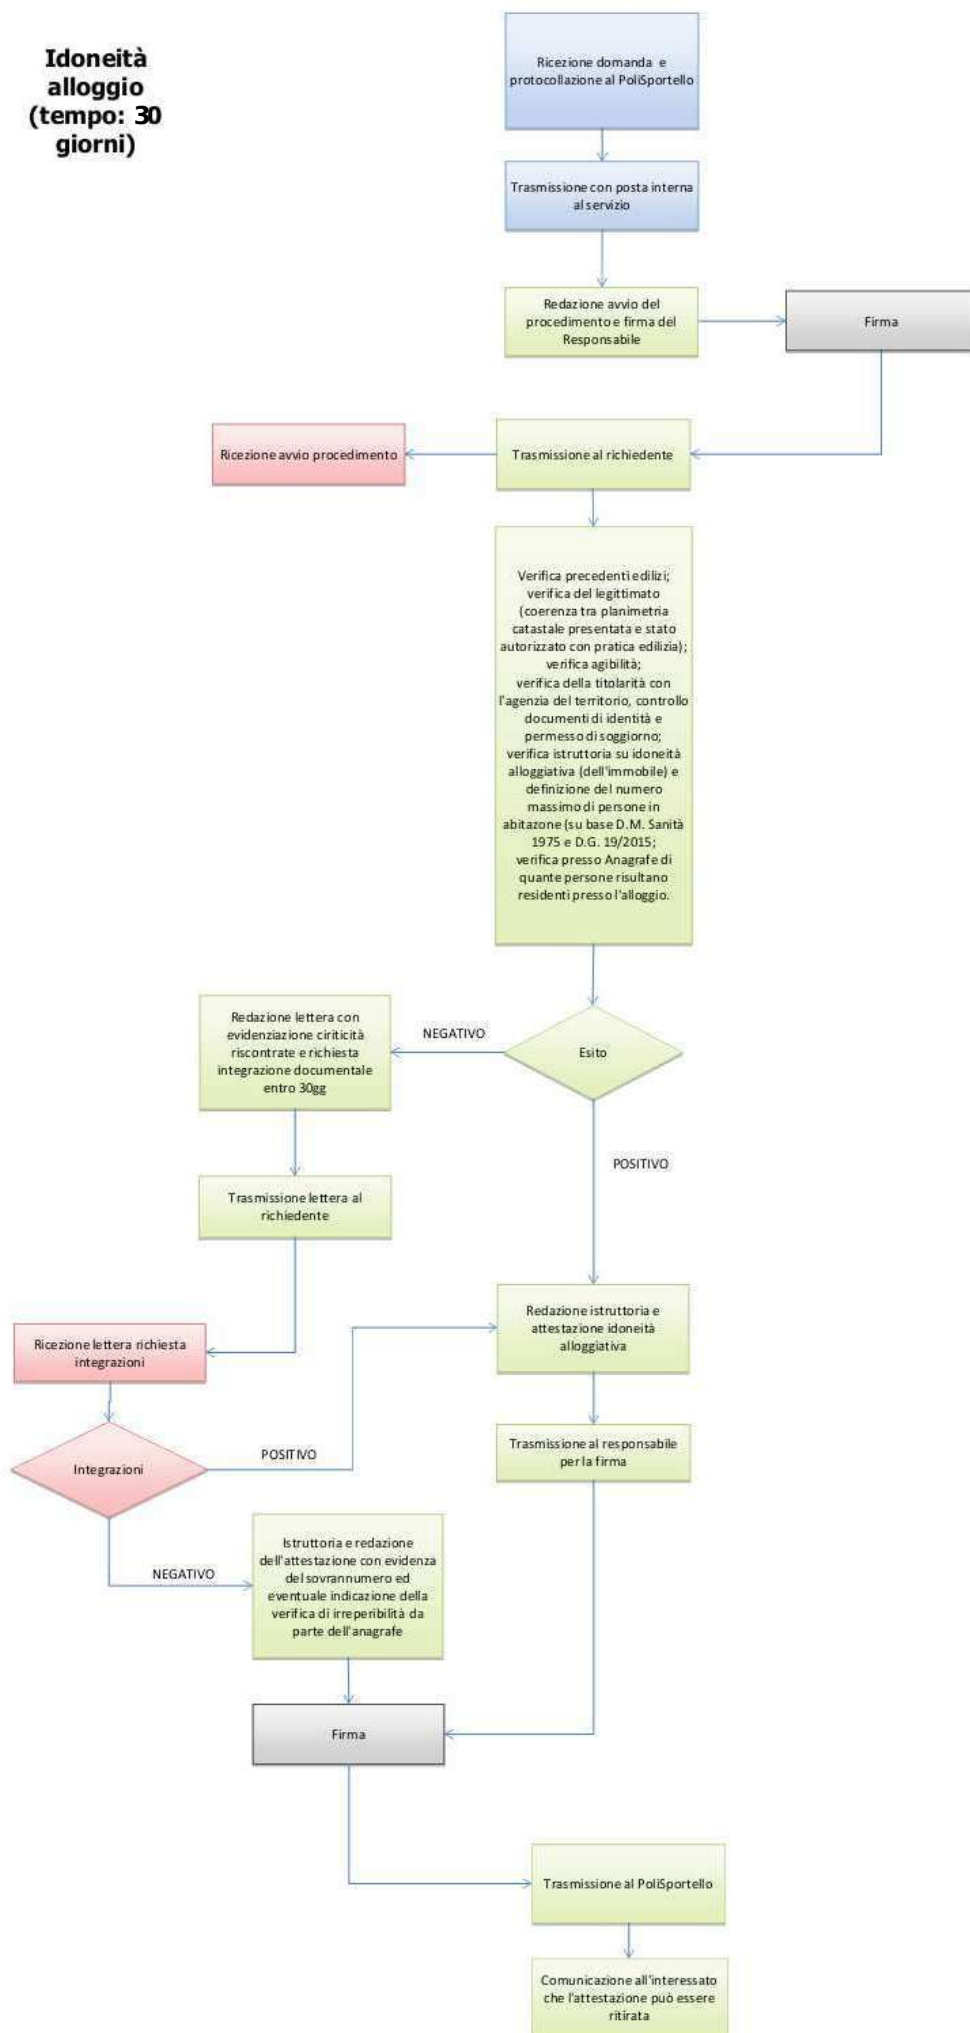 Idoneità
alloggio
(tempo: 30
giorni)
Ricezione domanda e
protocollazione al PoliSportello
Trasmissione con posta interna
al servizio
Redazione avvio del
procedimento e firma del
Responsabile
Firma
Ricezione avvio procedimento
Trasmissione al richiedente
Verifica precedenti edilizi;
verifica del legittimato
(coerenza tra planimetria
catastale presentata e stato
autorizzato con pratica edilizia);
verifica agibilità;
verifica della titolarità con
l'agenzia del territorio, controllo
documenti di identità e
permesso di soggiorno;
verifica istruttoria su idoneità
alloggiativa (dell'immobile) e
definizione del numero
massimo di persone in
abitazone (su base D.M. Sanità
1975 e D.G. 19/2015;
verifica presso Anagrafe di
quante persone risultano
residenti presso l'alloggio.
Redazione lettera con
evidenziazione ciriticità
riscontrate e richiesta
integrazione documentale
entro 30gg
NEGATIVO
Esito
POSITIVO
Trasmissione lettera al
richiedente
Redazione istruttoria e
attestazione idoneità
alloggiativa
Ricezione lettera richiesta
integrazioni
Integrazioni
POSITIVO
Trasmissione al responsabile
per la firma
NEGATIVO
Istruttoria e redazione
dell'attestazione con evidenza
del sovrannumero ed
eventuale indicazione della
verifica di irreperibilità da
parte dell'anagrafe
Firma
Trasmissione al PoliSportello
Comunicazione all'interessato
che l'attestazione può essere
ritirata